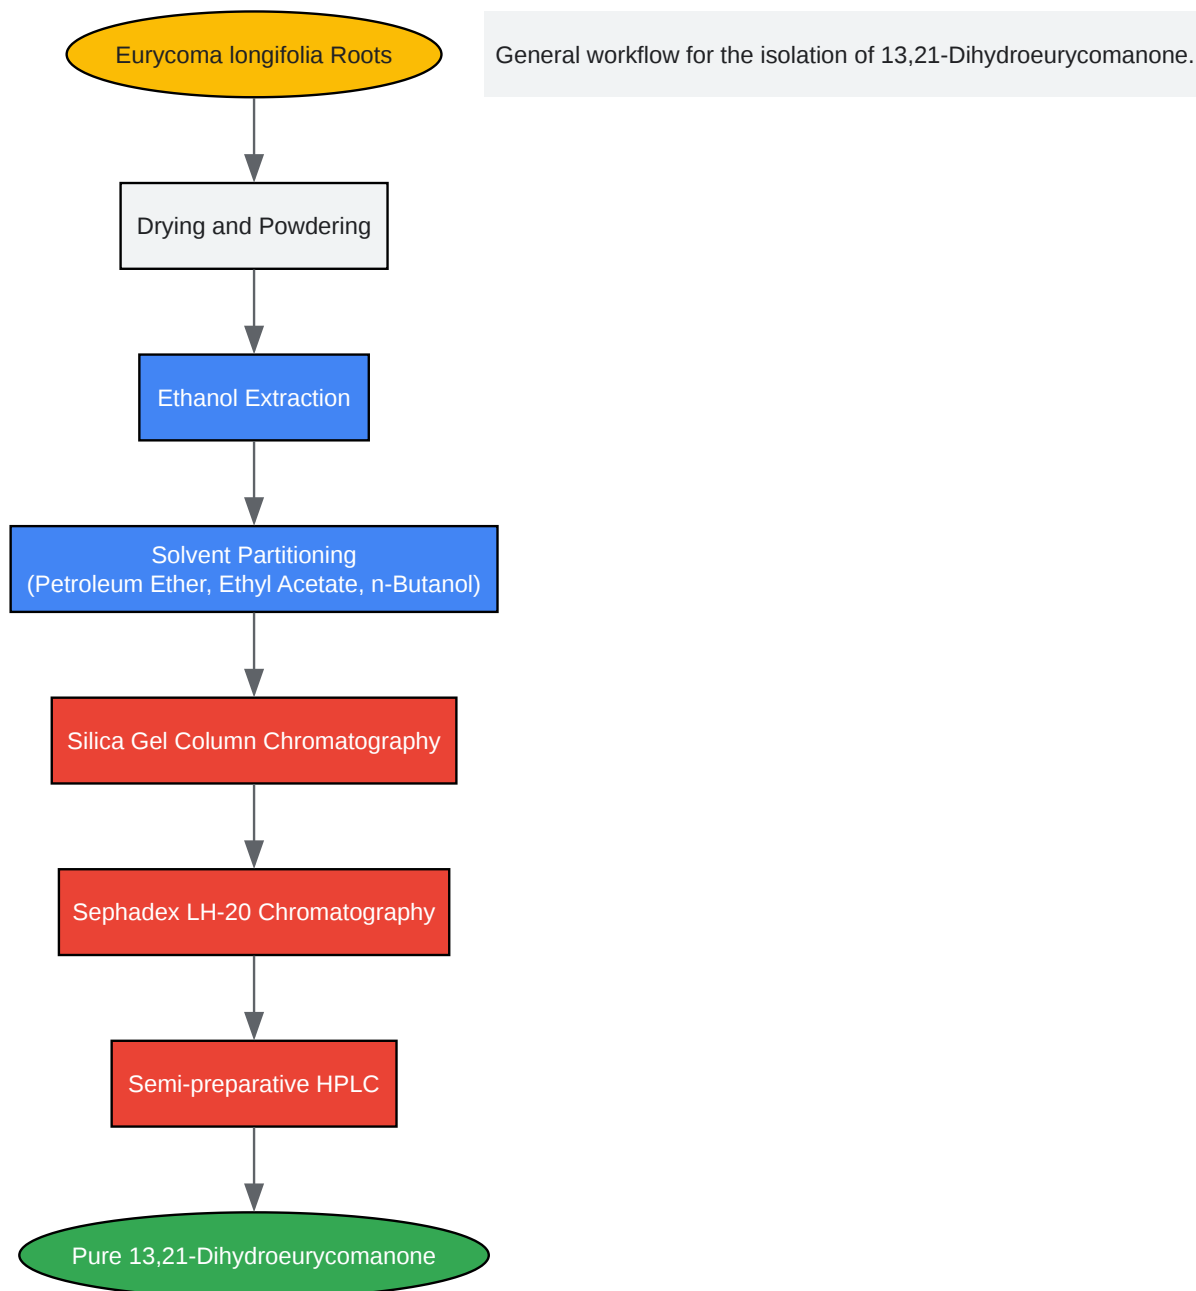 Eurycoma longifolia Roots
General workflow for the isolation of 13,21-Dihydroeurycomanone.
Drying and Powdering
Ethanol Extraction
Solvent Partitioning
(Petroleum Ether, Ethyl Acetate, n-Butanol)
Silica Gel Column Chromatography
Sephadex LH-20 Chromatography
Semi-preparative HPLC
Pure 13,21-Dihydroeurycomanone